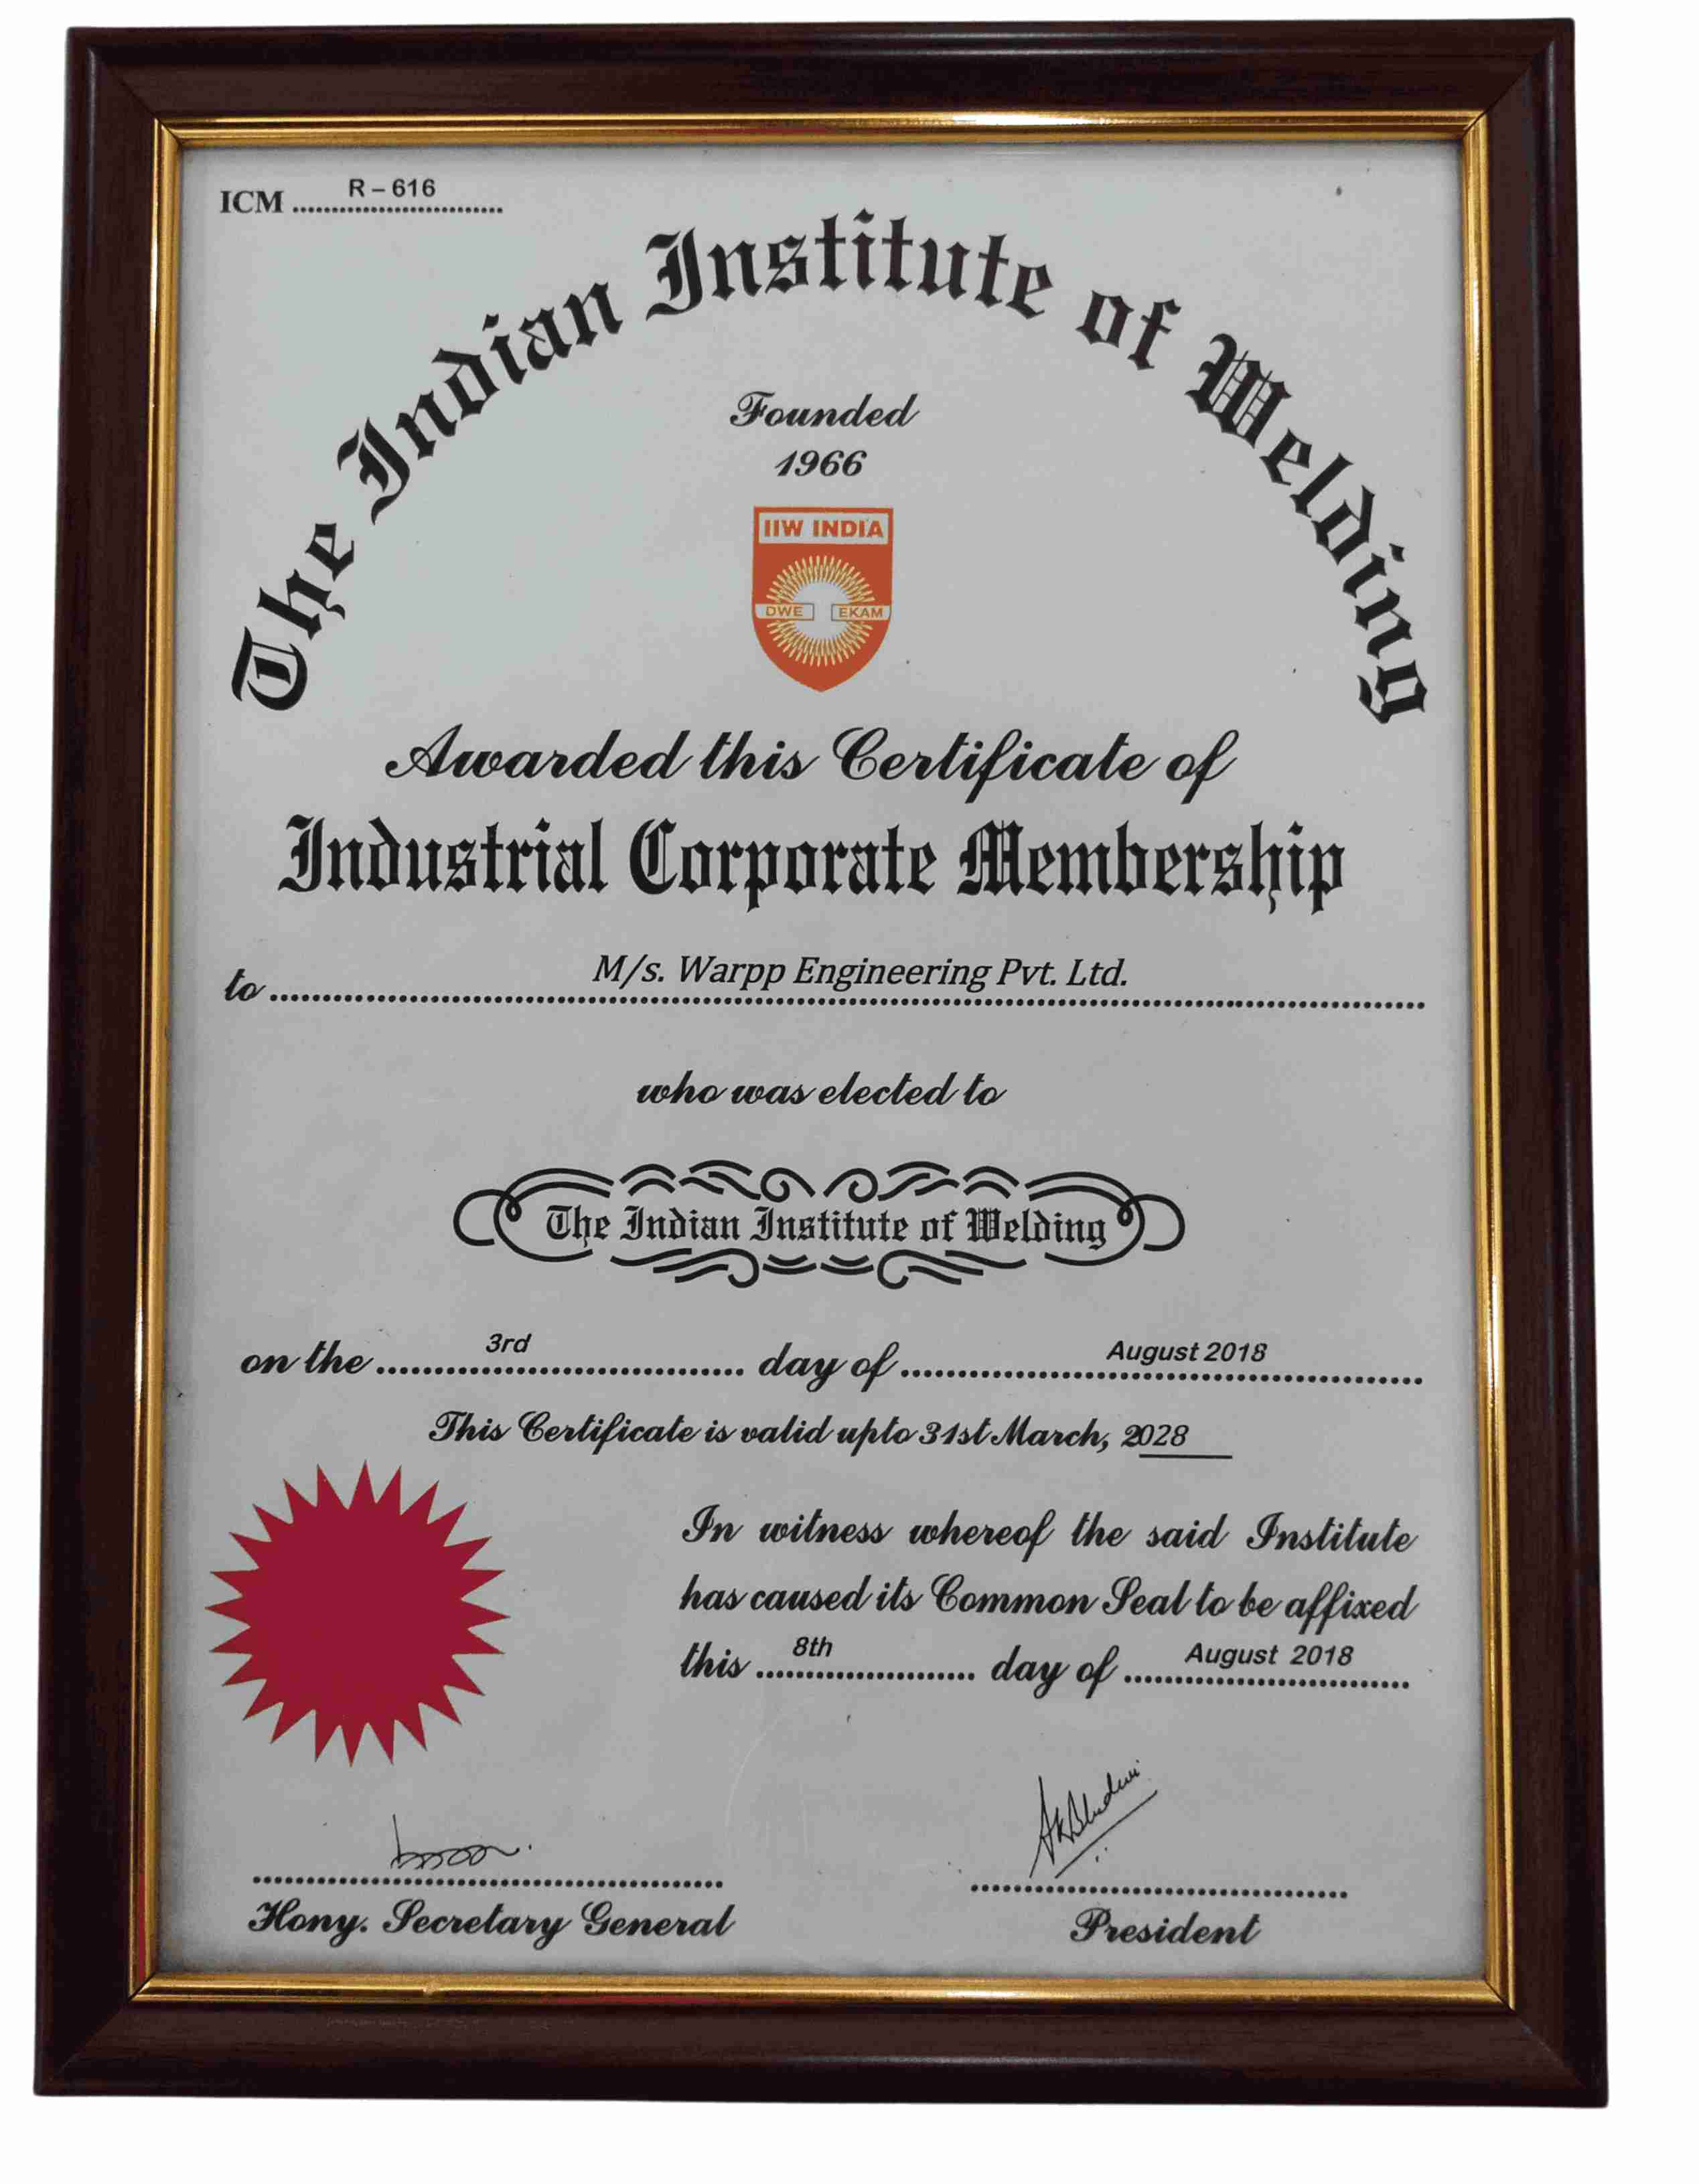 ICM R – 616
The Indian Institute of Welding
Founded
1966
IIW INDIA
DWE EKAM
Awarded this Certificate of
Industrial Corporate Membership
to M/s. Warpp Engineering Pvt. Ltd.
who was elected to
The Indian Institute of Welding
on the 3rd day of August 2018
This Certificate is valid upto 31st March, 2028
In witness whereof the said Institute
has caused its Common Seal to be affixed
this 8th day of August 2018
Hony. Secretary General President